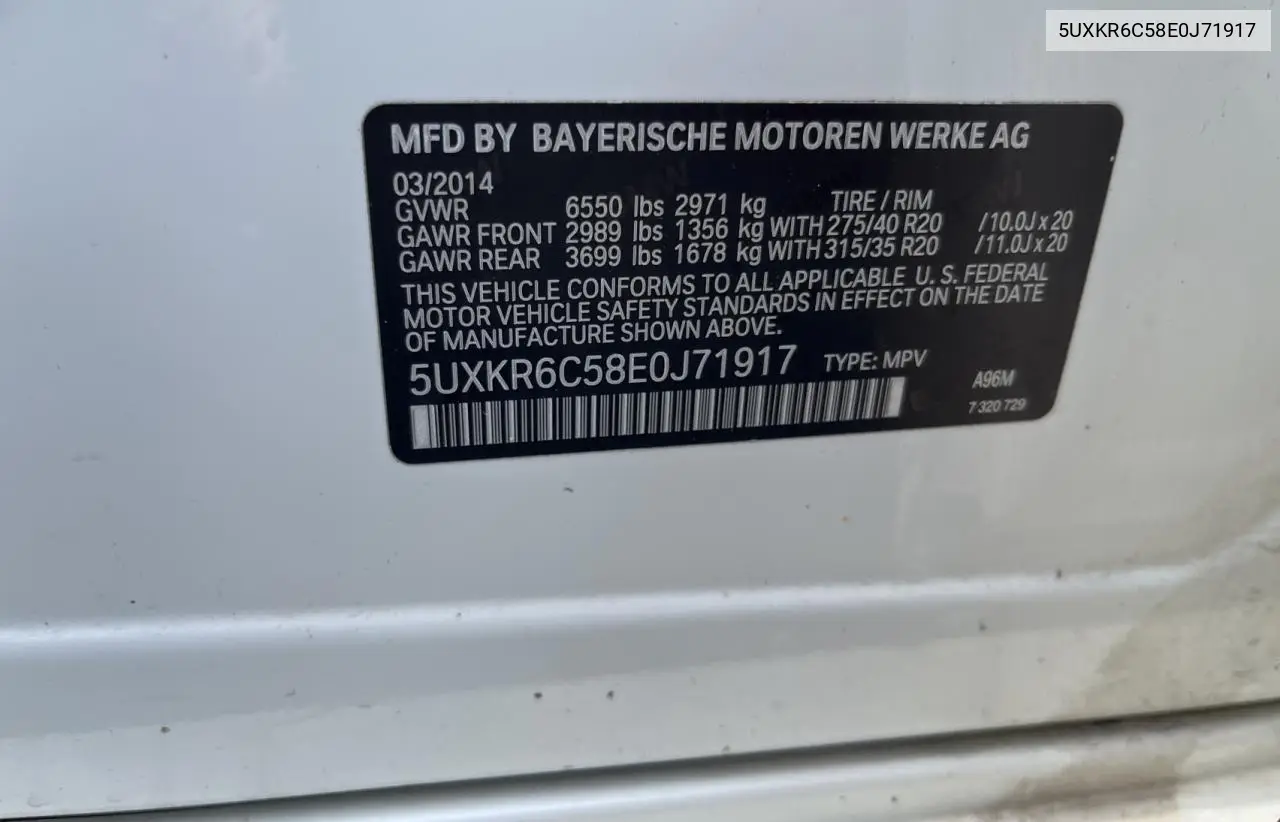 5UXKR6C58E0J71917
MFD BY BAYERISCHE MOTOREN WERKE AG
03/2014
GVWR 6550 lbs 2971 kg TIRE / RIM
GAWR FRONT 2989 lbs 1356 kg WITH 275/40 R20 /10.0J x 20
GAWR REAR 3699 lbs 1678 kg WITH 315/35 R20 /11.0J x 20
THIS VEHICLE CONFORMS TO ALL APPLICABLE U. S. FEDERAL
MOTOR VEHICLE SAFETY STANDARDS IN EFFECT ON THE DATE
OF MANUFACTURE SHOWN ABOVE.
5UXKR6C58E0J71917 TYPE: MPV
A96M
7 320 729